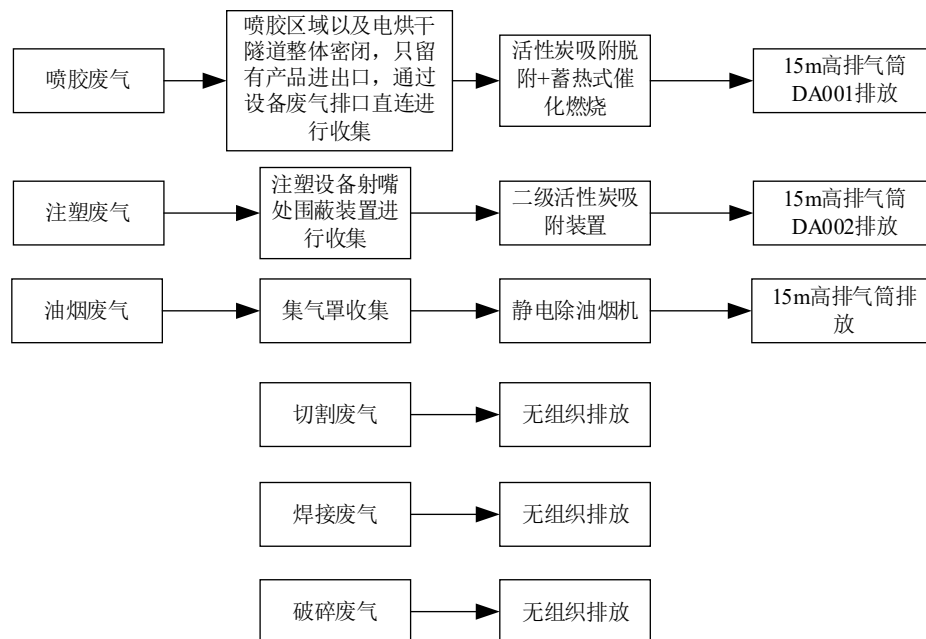 喷胶废气
喷胶区域以及电烘干
隧道整体密闭，只留
有产品进出口，通过
设备废气排口直连进
行收集
活性炭吸附脱
附+蓄热式催
化燃烧
15m高排气筒
DA001排放
注塑废气
注塑设备射嘴
处围蔽装置进
行收集
二级活性炭吸
附装置
15m高排气筒
DA002排放
油烟废气
集气罩收集
静电除油烟机
15m高排气筒排
放
切割废气
无组织排放
焊接废气
无组织排放
破碎废气
无组织排放